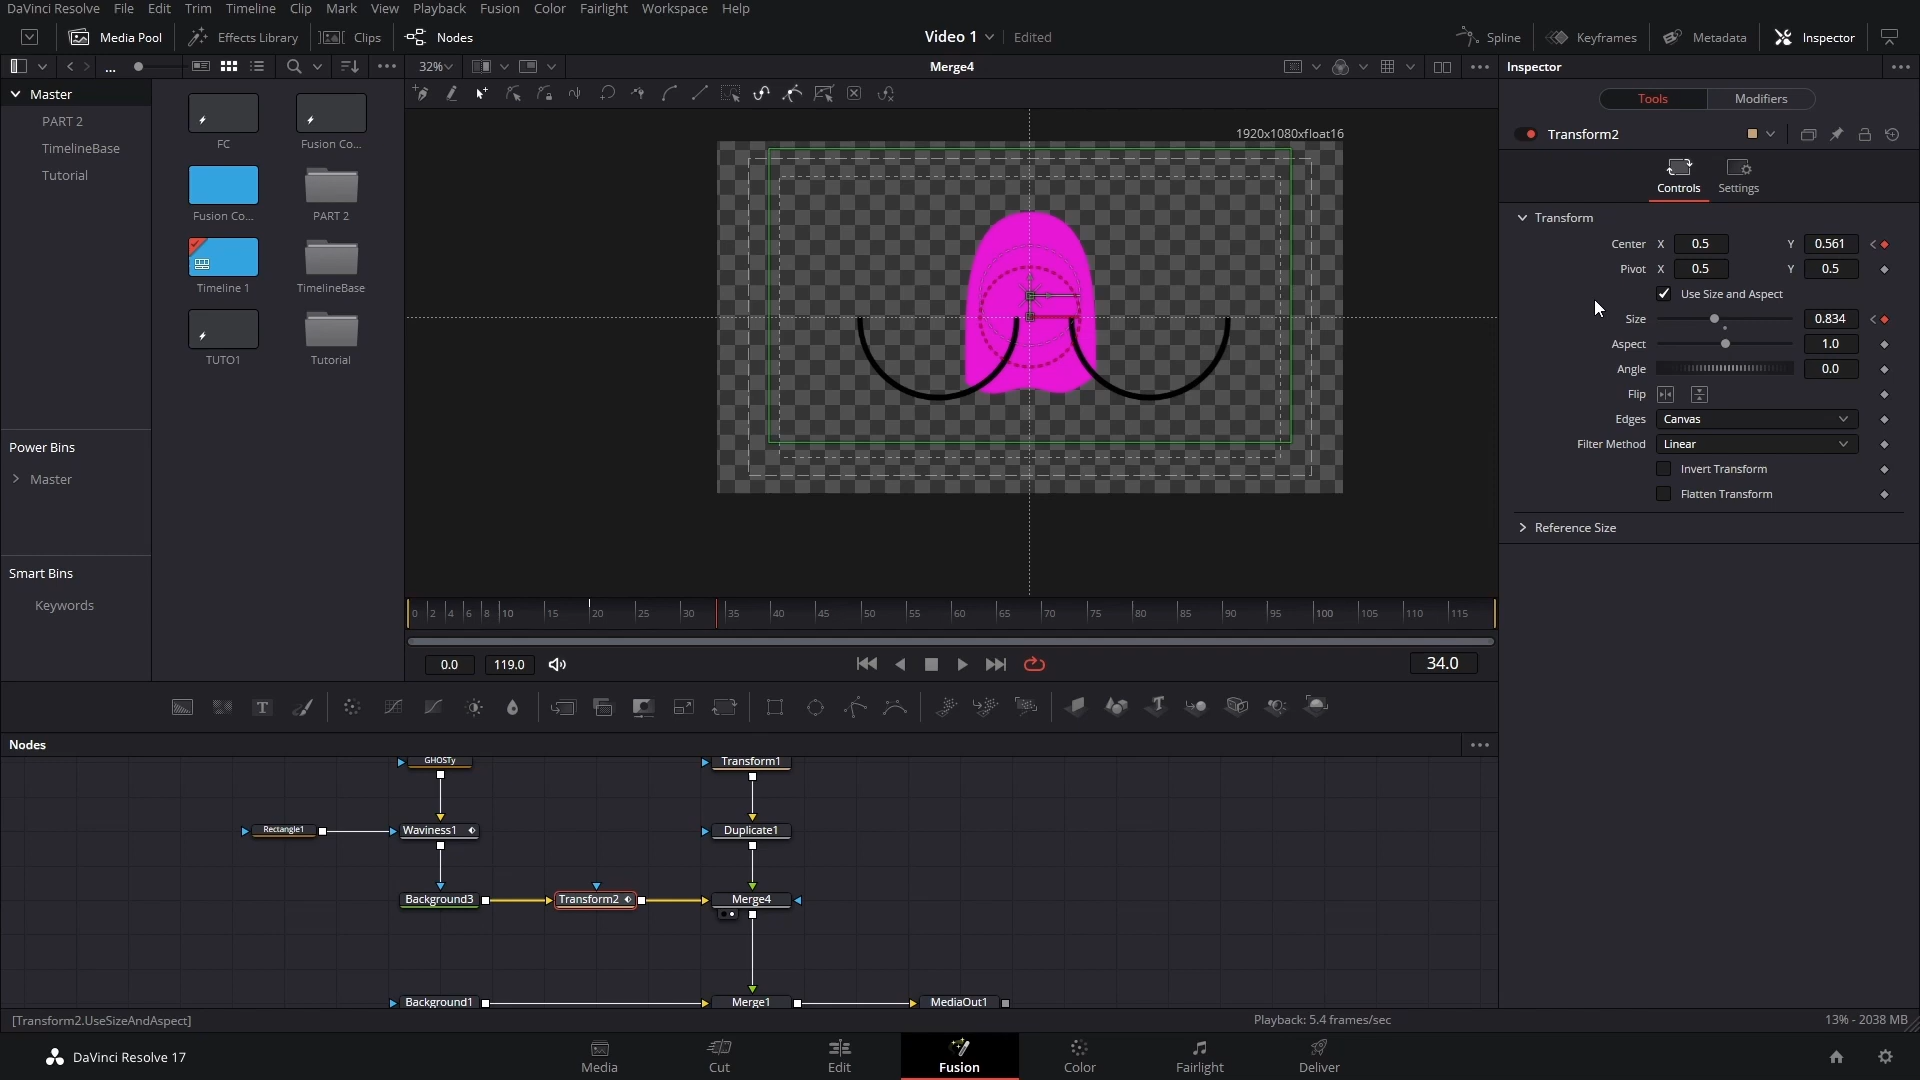 DaVinci Resolve File Edit Trim Timeline Clip Mark View Playback Fusion Color Fairlight Workspace Help
Media Pool Effects Library Clips Nodes Video 1 Edited Spline Keyframes Metadata Inspector
... 32% Merge4 Inspector
Master
PART 2
TimelineBase
Tutorial
Power Bins
Master
Smart Bins
Keywords
FC Fusion Co...
Fusion Co... PART 2
Timeline 1 TimelineBase
TUTO1 Tutorial
1920x1080xfloat16
0 2 4 6 8 10 15 20 25 30 35 40 45 50 55 60 65 70 75 80 85 90 95 100 105 110 115
0.0 119.0 34.0
Tools Modifiers
Transform2
Controls Settings
Transform
Center X 0.5 Y 0.561
Pivot X 0.5 Y 0.5
Use Size and Aspect
Size 0.834
Aspect 1.0
Angle 0.0
Flip
Edges Canvas
Filter Method Linear
Invert Transform
Flatten Transform
Reference Size
T T
Nodes
GHOSTy Transform1
Rectangle1 Waviness1 Duplicate1
Background3 Transform2 Merge4
Background1 Merge1 MediaOut1
[Transform2.UseSizeAndAspect] Playback: 5.4 frames/sec 13% - 2038 MB
DaVinci Resolve 17 Media Cut Edit Fusion Color Fairlight Deliver